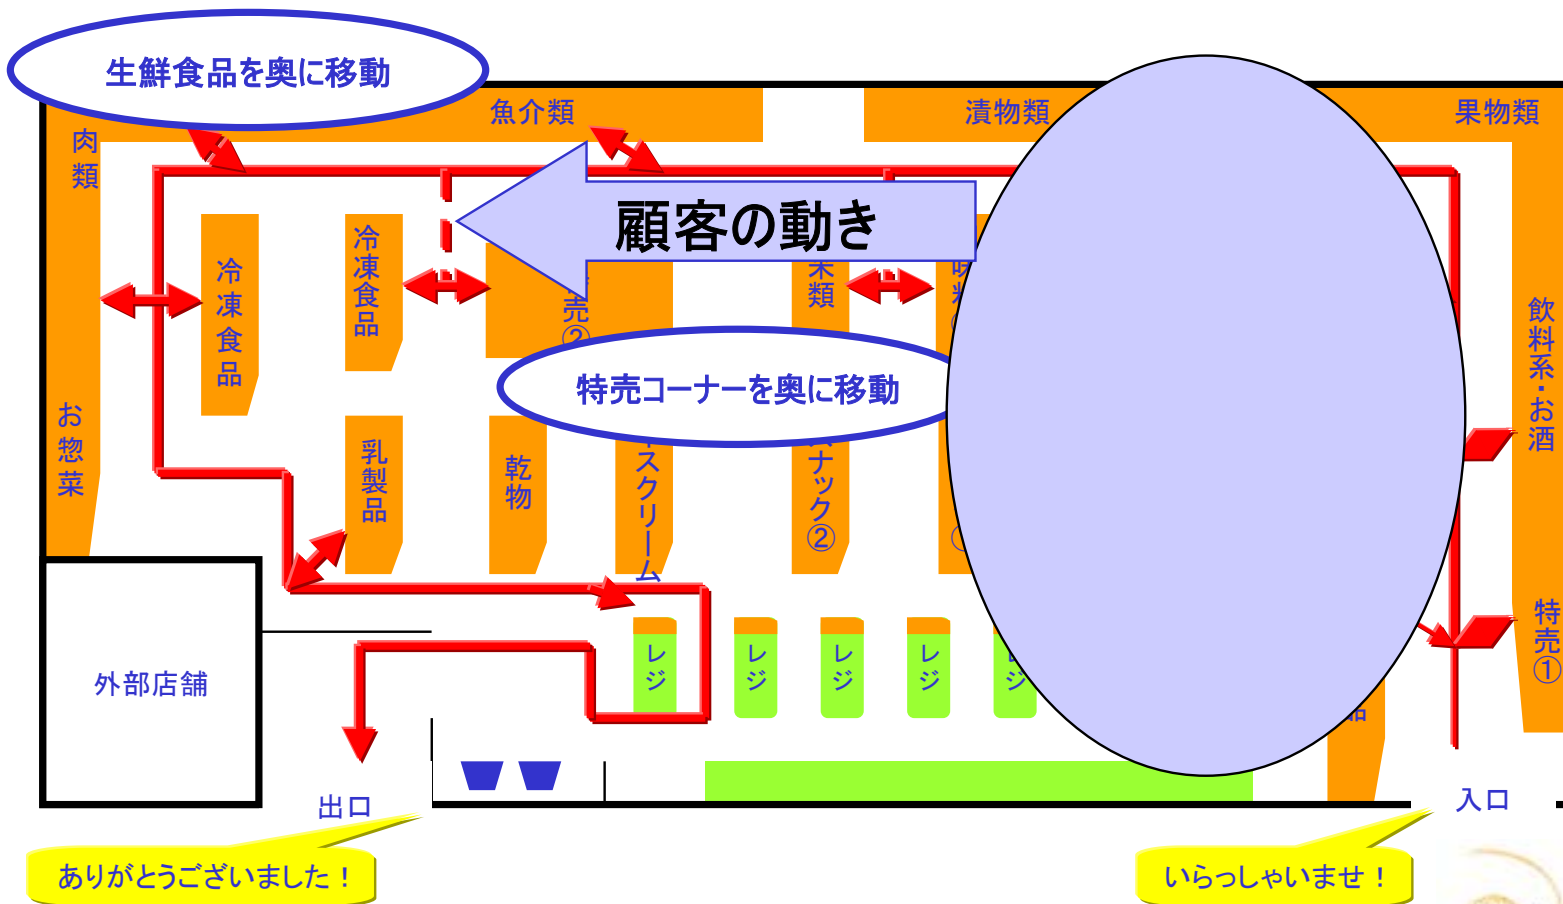 生鮮食品を奥に移動
魚介類
漬物類
果物類
肉類
顧客の動き
冷凍食品
冷凍食品
売②
類
飲料系・お酒
特売コーナーを奥に移動
お惣菜
乳製品
乾物
スクリーム
ナック②
特売①
レジ
レジ
レジ
レジ
レジ
外部店舗
品
出口
入口
ありがとうございました！
いらっしゃいませ！